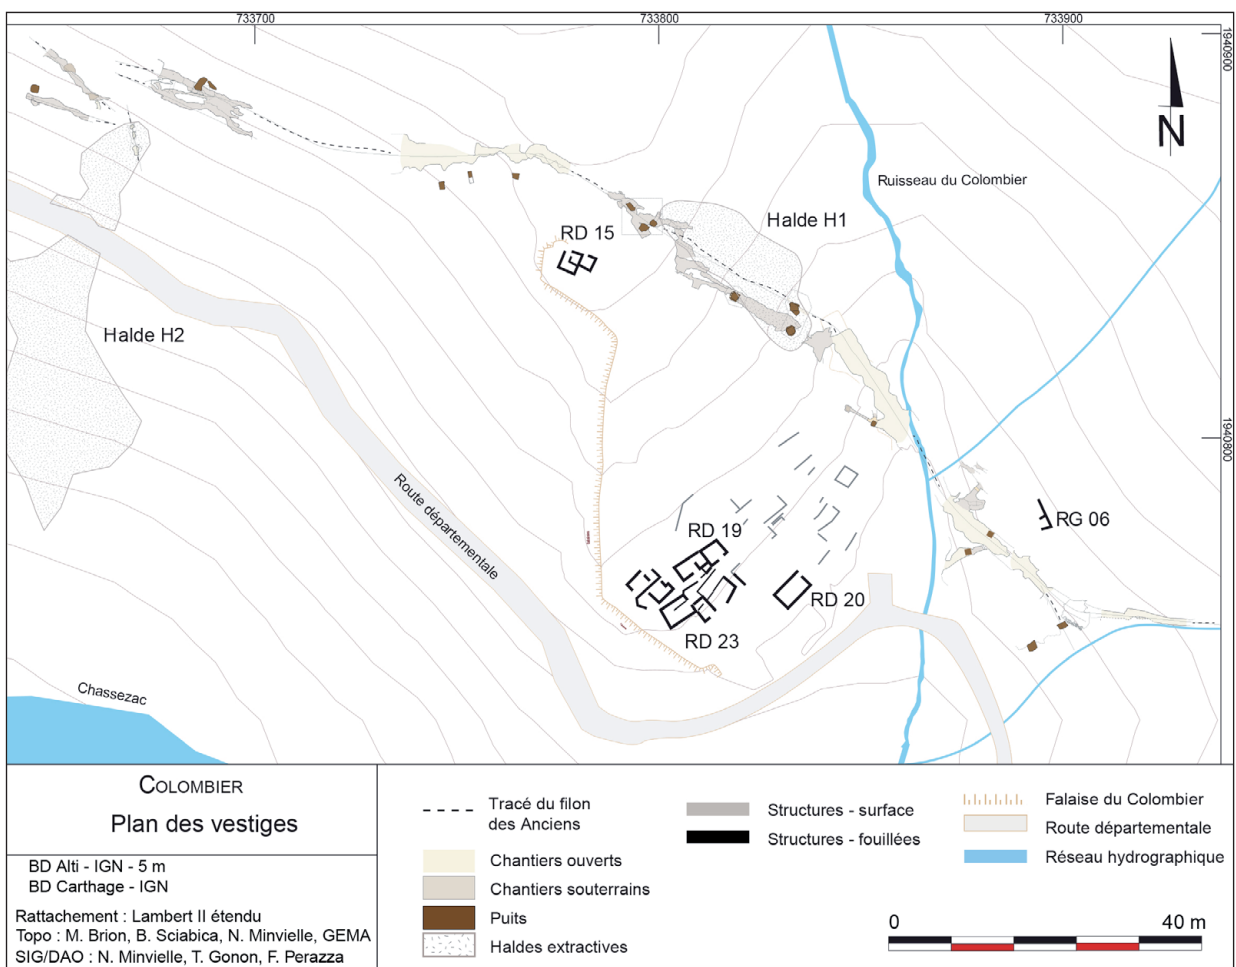 733700
733800
733900
1940900
N
Ruisseau du Colombier
Halde H1
RD 15
Halde H2
1940800
Route départementale
RG 06
RD 19
RD 20
RD 23
Chassezac
COLOMBIER
Plan des vestiges
BD Alti - IGN - 5 m
BD Carthage - IGN
Rattachement : Lambert II étendu
Topo : M. Brion, B. Sciabica, N. Minvielle, GEMA
SIG/DAO : N. Minvielle, T. Gonon, F. Perazza
Tracé du filon
des Anciens
Chantiers ouverts
Chantiers souterrains
Puits
Haldes extractives
Structures - surface
Structures - fouillées
Falaise du Colombier
Route départementale
Réseau hydrographique
0 40 m